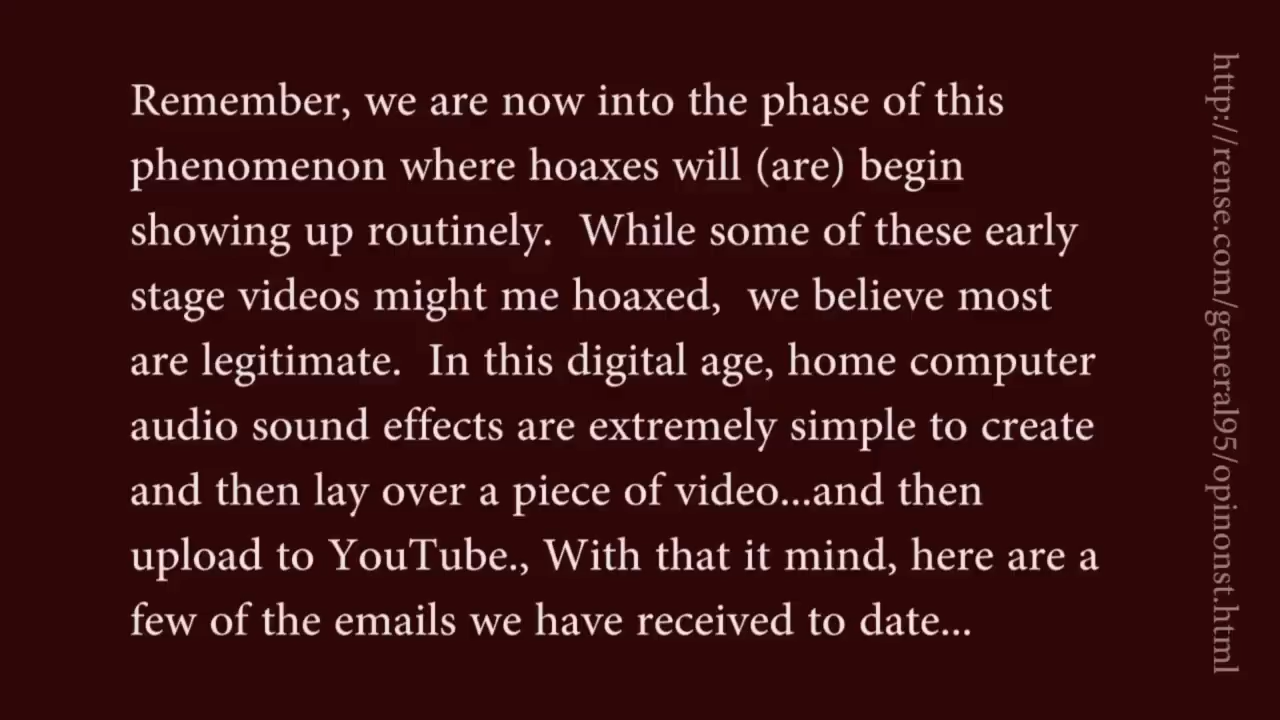 Remember, we are now into the phase of this
phenomenon where hoaxes will (are) begin
showing up routinely.  While some of these early
stage videos might me hoaxed,  we believe most
are legitimate.  In this digital age, home computer
audio sound effects are extremely simple to create
and then lay over a piece of video...and then
upload to YouTube., With that it mind, here are a
few of the emails we have received to date...
http://rense.com/general95/opinonst.html